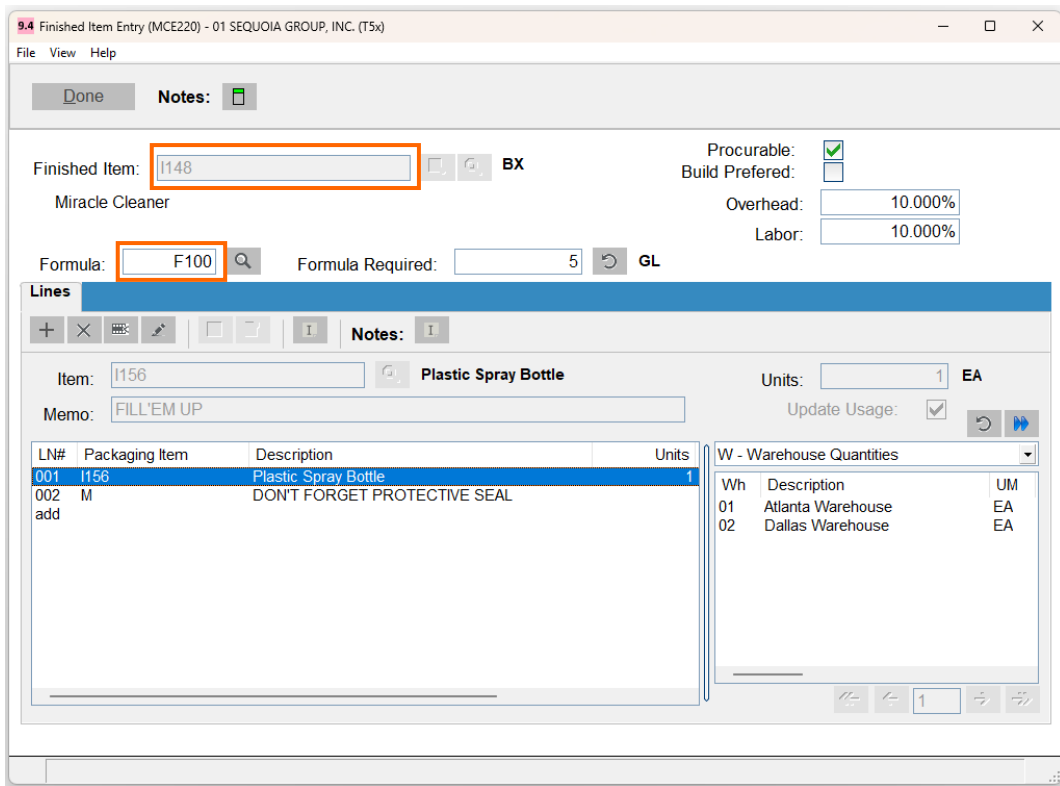 9.4 Finished Item Entry (MCE220) - 01 SEQUOIA GROUP, INC. (T5x)
File View Help
Done Notes:
Finished Item: I148 BX
Miracle Cleaner
Procurable:
Build Prefered:
Overhead: 10.000%
Labor: 10.000%
Formula: F100 Formula Required: 5 GL
Lines
I Notes: I
Item: I156 Plastic Spray Bottle Units: 1 EA
Memo: FILL'EM UP Update Usage:
LN# Packaging Item Description Units
001 I156 Plastic Spray Bottle 1
002 M DON'T FORGET PROTECTIVE SEAL
add
W - Warehouse Quantities
Wh Description UM
01 Atlanta Warehouse EA
02 Dallas Warehouse EA
1